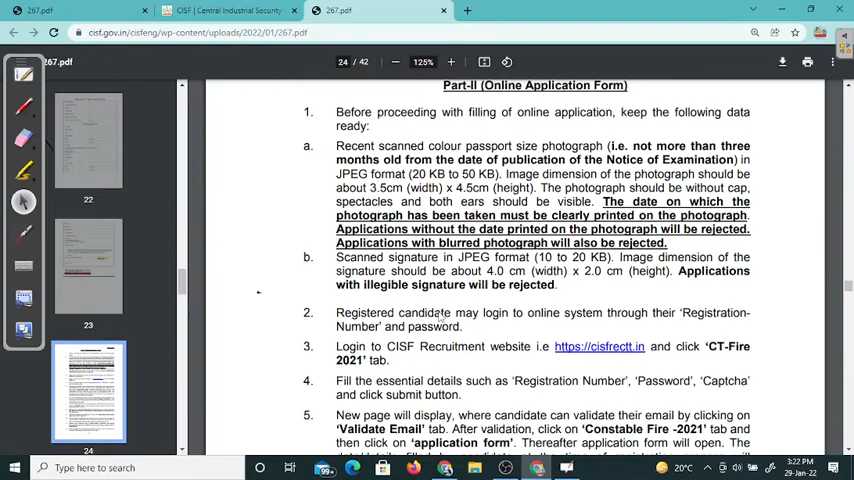 267.pdf
CISF | Central Industrial Security
267.pdf
cisf.gov.in/cisfeng/wp-content/uploads/2022/01/267.pdf
67.pdf
24 / 42
125%
22
23
24
Part-II (Online Application Form)
1. Before proceeding with filling of online application, keep the following data
ready:
a. Recent scanned colour passport size photograph (i.e. not more than three
months old from the date of publication of the Notice of Examination) in
JPEG format (20 KB to 50 KB). Image dimension of the photograph should be
about 3.5cm (width) x 4.5cm (height). The photograph should be without cap,
spectacles and both ears should be visible. The date on which the
photograph has been taken must be clearly printed on the photograph.
Applications without the date printed on the photograph will be rejected.
Applications with blurred photograph will also be rejected.
b. Scanned signature in JPEG format (10 to 20 KB). Image dimension of the
signature should be about 4.0 cm (width) x 2.0 cm (height). Applications
with illegible signature will be rejected.
2. Registered candidate may login to online system through their ‘Registration-
Number’ and password.
3. Login to CISF Recruitment website i.e https://cisfrectt.in and click ‘CT-Fire
2021’ tab.
4. Fill the essential details such as ‘Registration Number’, ‘Password’, ‘Captcha’
and click submit button.
5. New page will display, where candidate can validate their email by clicking on
‘Validate Email’ tab. After validation, click on ‘Constable Fire -2021’ tab and
then click on ‘application form’. Thereafter application form will open. The
Type here to search
99+
20°C
3:22 PM
29-Jan-22